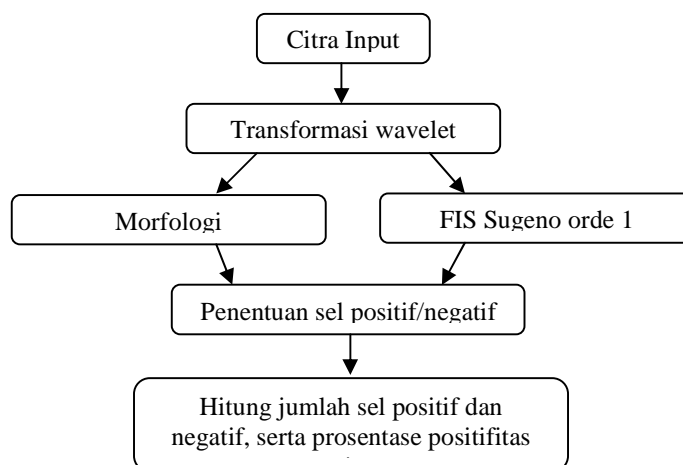 Citra Input
Transformasi wavelet
Morfologi
FIS Sugeno orde 1
Penentuan sel positif/negatif
Hitung jumlah sel positif dan
negatif, serta prosentase positifitas